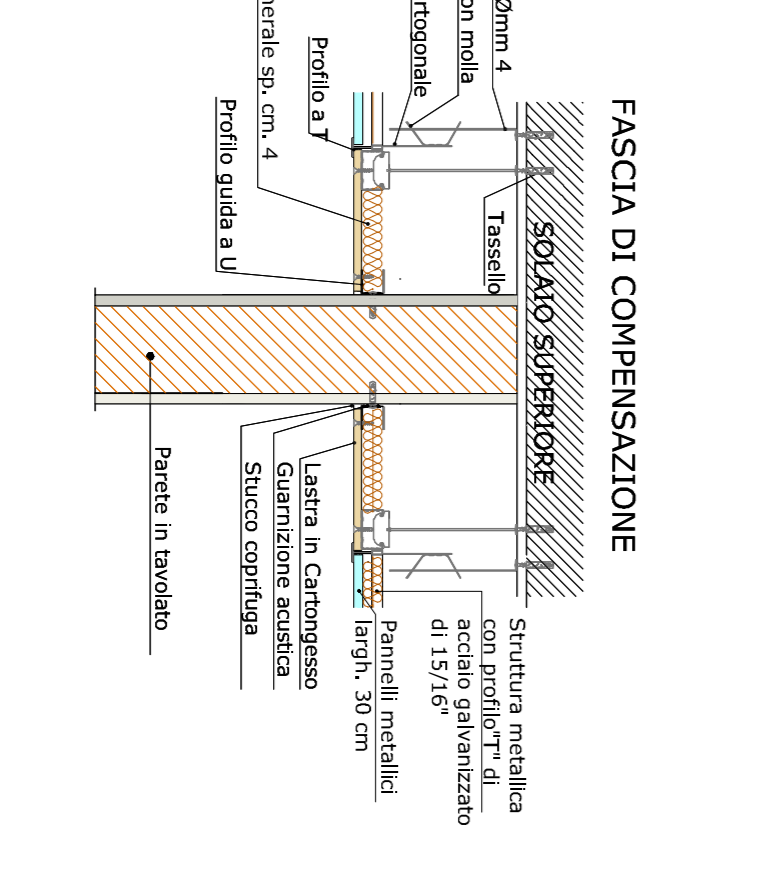 FASCIA DI COMPENSAZIONE
SOLAIO SUPERIORE
Ømm 4
on molla
Tassello
Profilo a T
nerale sp. cm. 4
Profilo guida a U
Struttura metallica
con profilo"T" di
acciaio galvanizzato
di 15/16"
Pannelli metallici
largh. 30 cm
Lastra in Cartongesso
Guarnizione acustica
Stucco coprifuga
Parete in tavolato